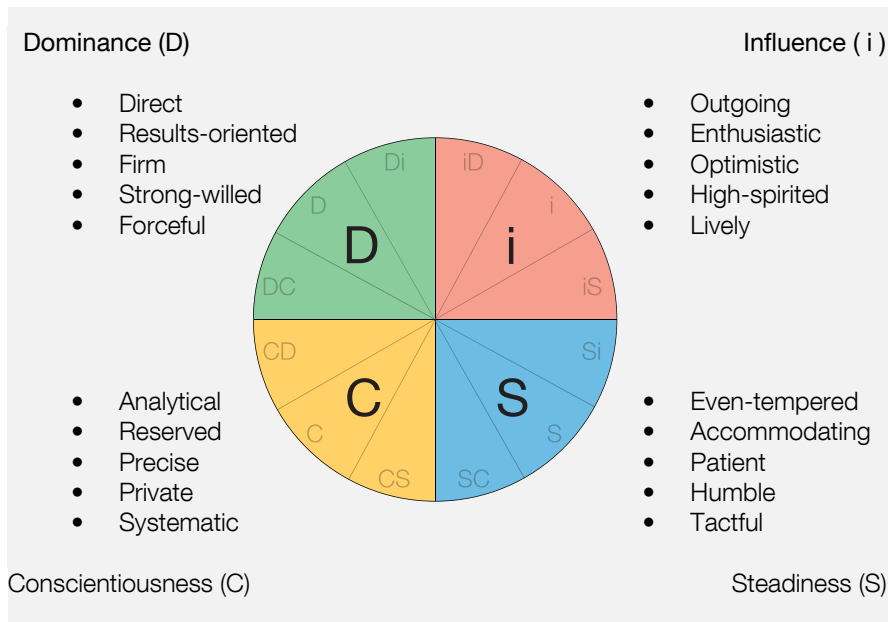 Dominance (D)
Influence ( i )
• Direct
• Results-oriented
• Firm
• Strong-willed
• Forceful
• Outgoing
• Enthusiastic
• Optimistic
• High-spirited
• Lively
Di
iD
D
i
D
i
DC
iS
CD
Si
C
S
C
S
CS
SC
• Analytical
• Reserved
• Precise
• Private
• Systematic
• Even-tempered
• Accommodating
• Patient
• Humble
• Tactful
Conscientiousness (C)
Steadiness (S)